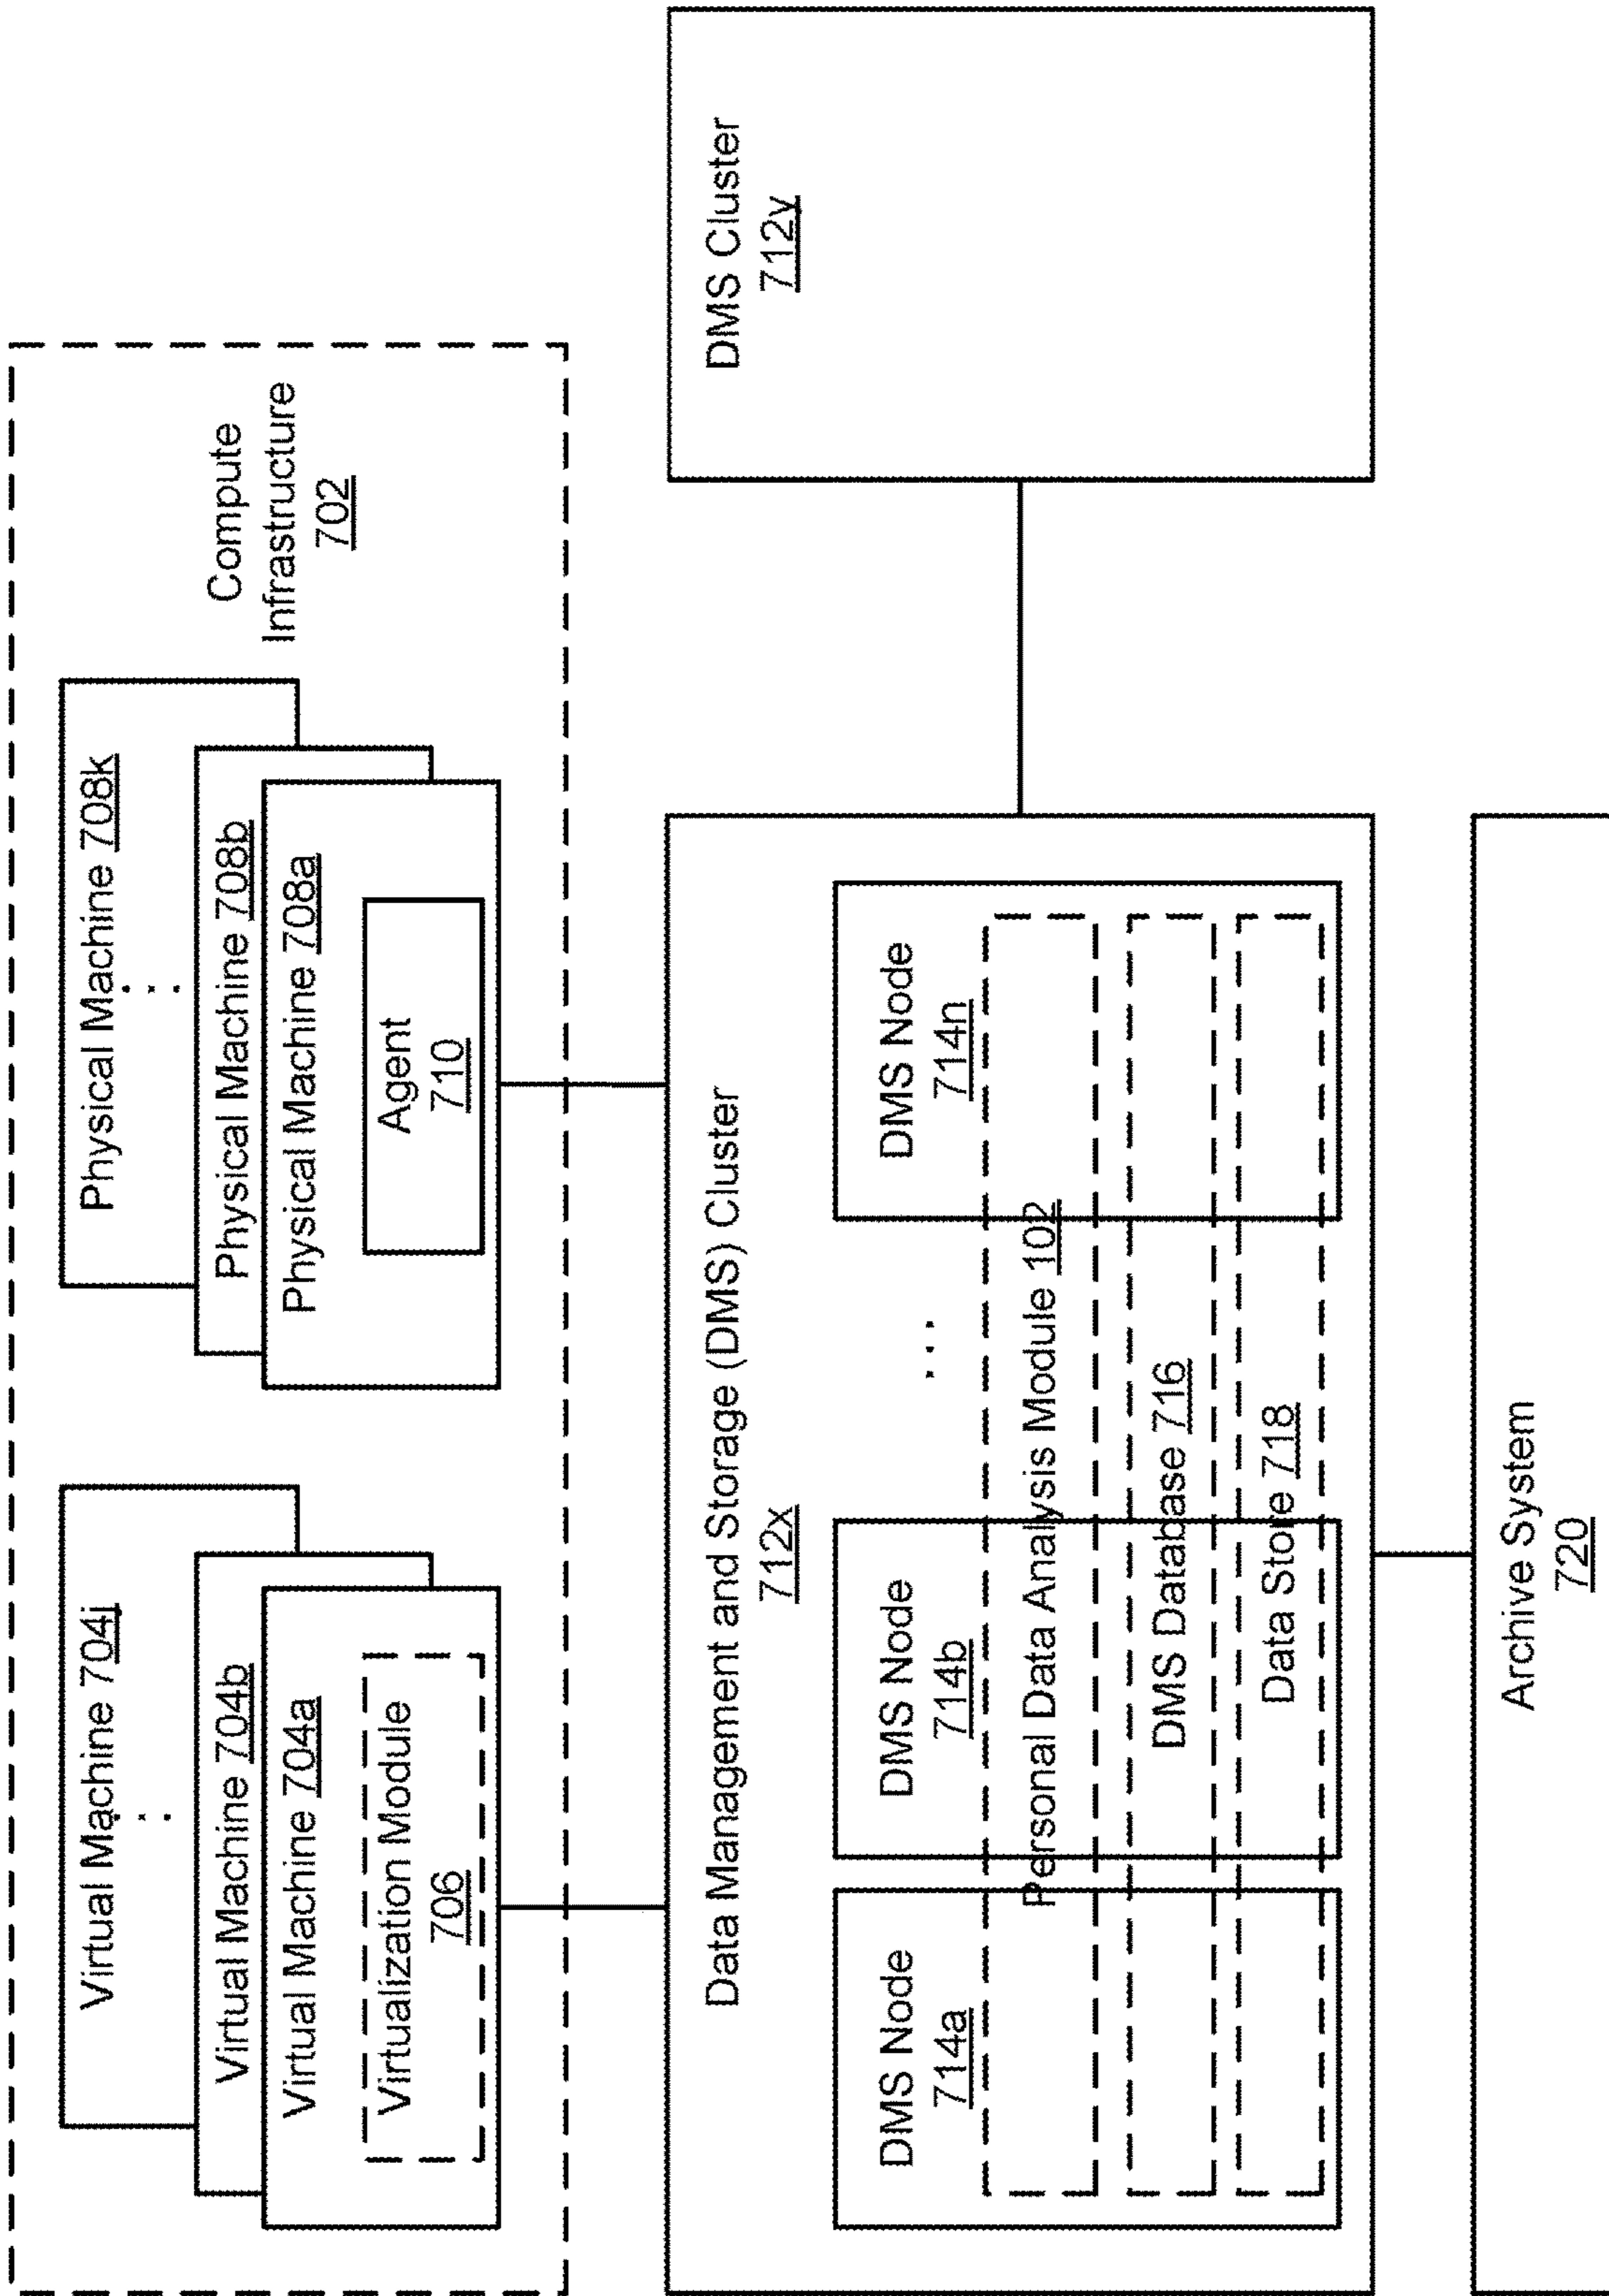 Compute
Infrastructure
702
Virtual Machine 704j
...
Virtual Machine 704b
Virtual Machine 704a
Virtualization Module
706
Physical Machine 708k
...
Physical Machine 708b
Physical Machine 708a
Agent
710
Data Management and Storage (DMS) Cluster
712x
DMS Node
714a
DMS Node
714b
...
DMS Node
714n
Personal Data Analysis Module 102
DMS Database 716
Data Store 718
DMS Cluster
712y
Archive System
720